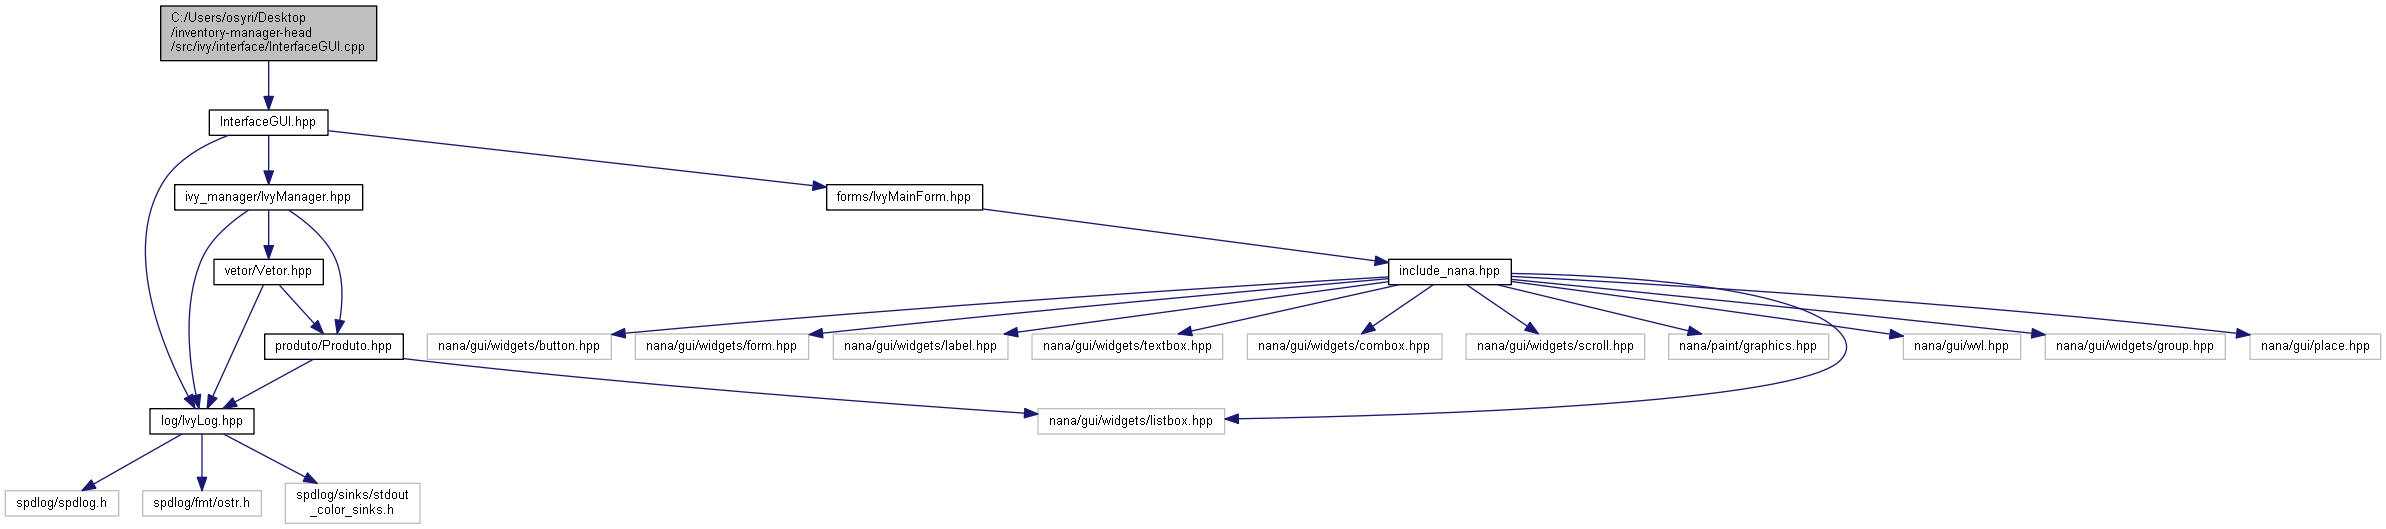 C:/Users/osyri/Desktop
/inventory-manager-head
/src/ivy/interface/InterfaceGUI.cpp
InterfaceGUI.hpp
ivy_manager/IvyManager.hpp
forms/IvyMainForm.hpp
vetor/Vetor.hpp
include_nana.hpp
produto/Produto.hpp
nana/gui/widgets/button.hpp
nana/gui/widgets/form.hpp
nana/gui/widgets/label.hpp
nana/gui/widgets/textbox.hpp
nana/gui/widgets/combox.hpp
nana/gui/widgets/scroll.hpp
nana/paint/graphics.hpp
nana/gui/wvl.hpp
nana/gui/widgets/group.hpp
nana/gui/place.hpp
log/IvyLog.hpp
nana/gui/widgets/listbox.hpp
spdlog/spdlog.h
spdlog/fmt/ostr.h
spdlog/sinks/stdout
_color_sinks.h